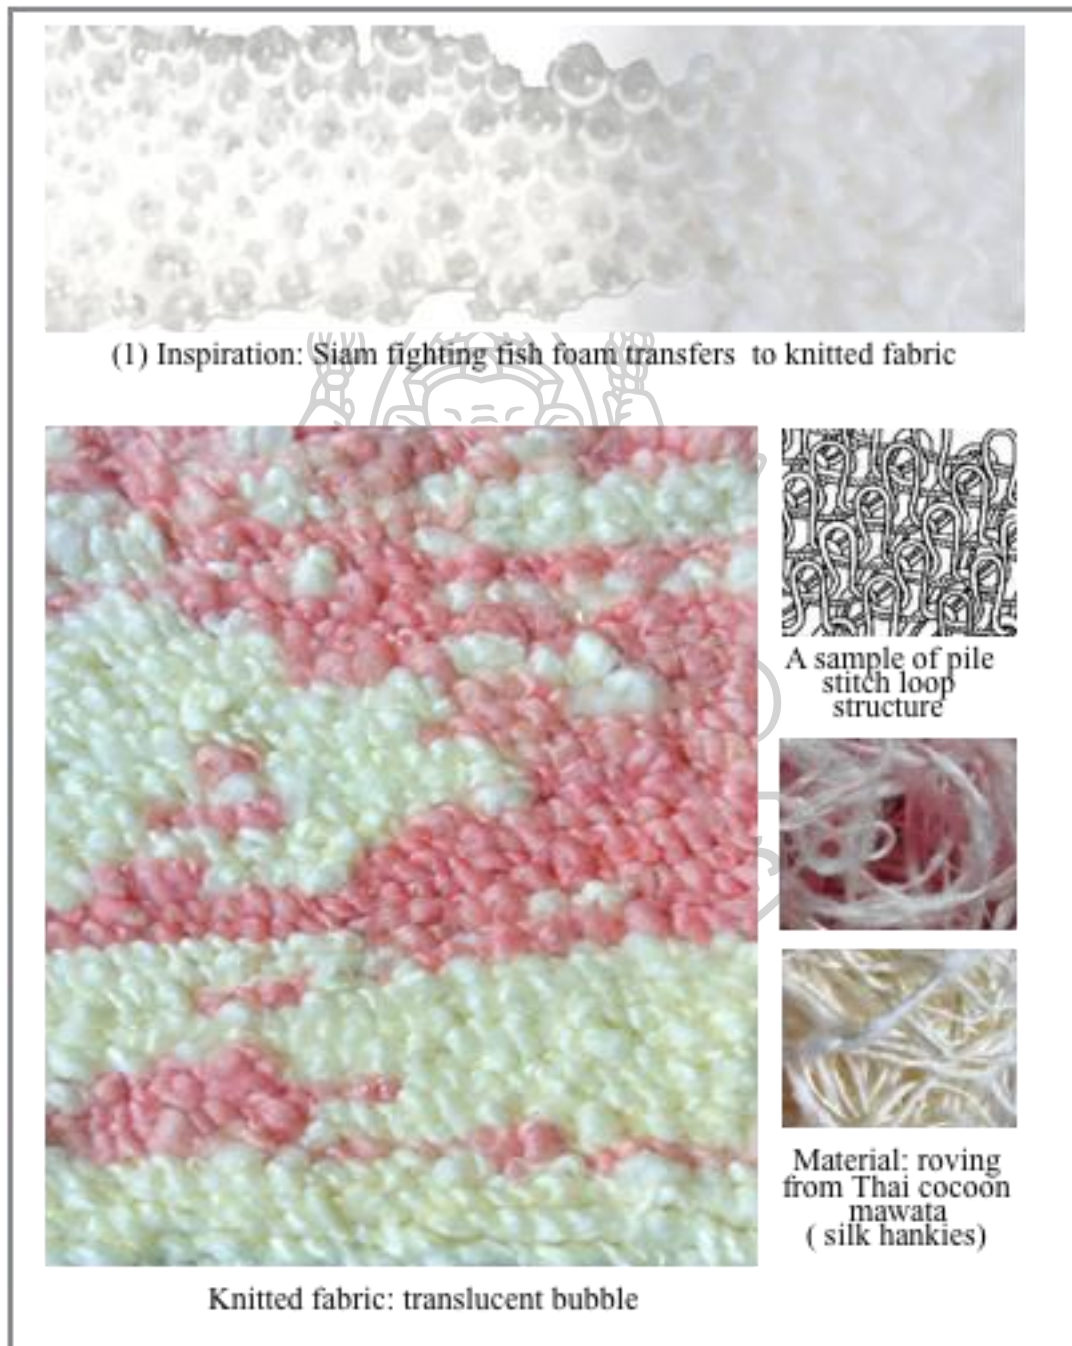 (1) Inspiration: Siam fighting fish foam transfers to knitted fabric
A sample of pile
stitch loop
structure
Material: roving
from Thai cocoon
mawata
( silk hankies)
Knitted fabric: translucent bubble